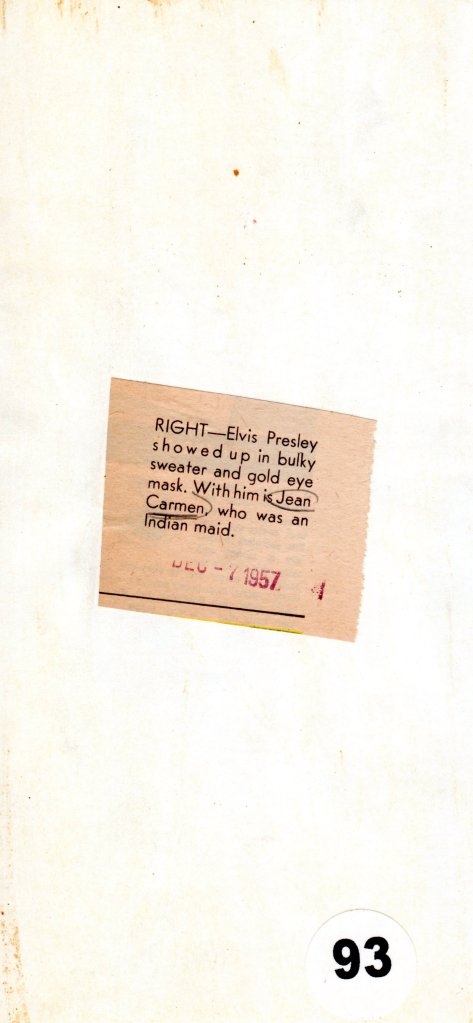 RIGHT—Elvis Presley
showed up in bulky
sweater and gold eye
mask. With him is Jean
Carmen, who was an
Indian maid.
DEC - 7 1957
93